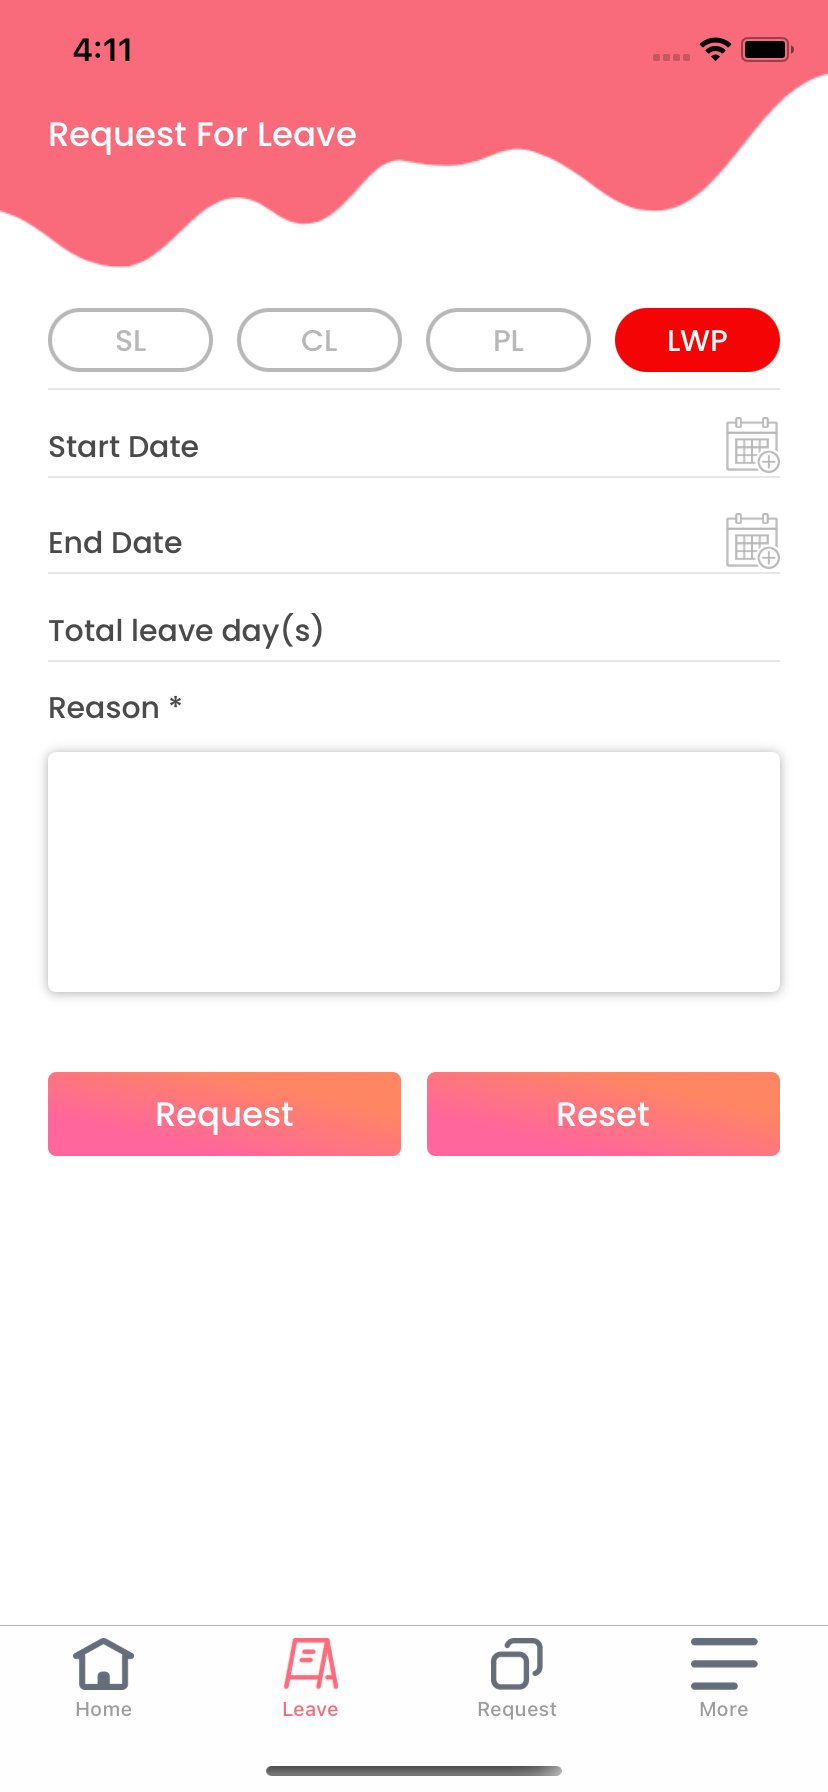 4:11
Request For Leave
SL CL PL LWP
Start Date
End Date
Total leave day(s)
Reason *
Request Reset
Home Leave Request More